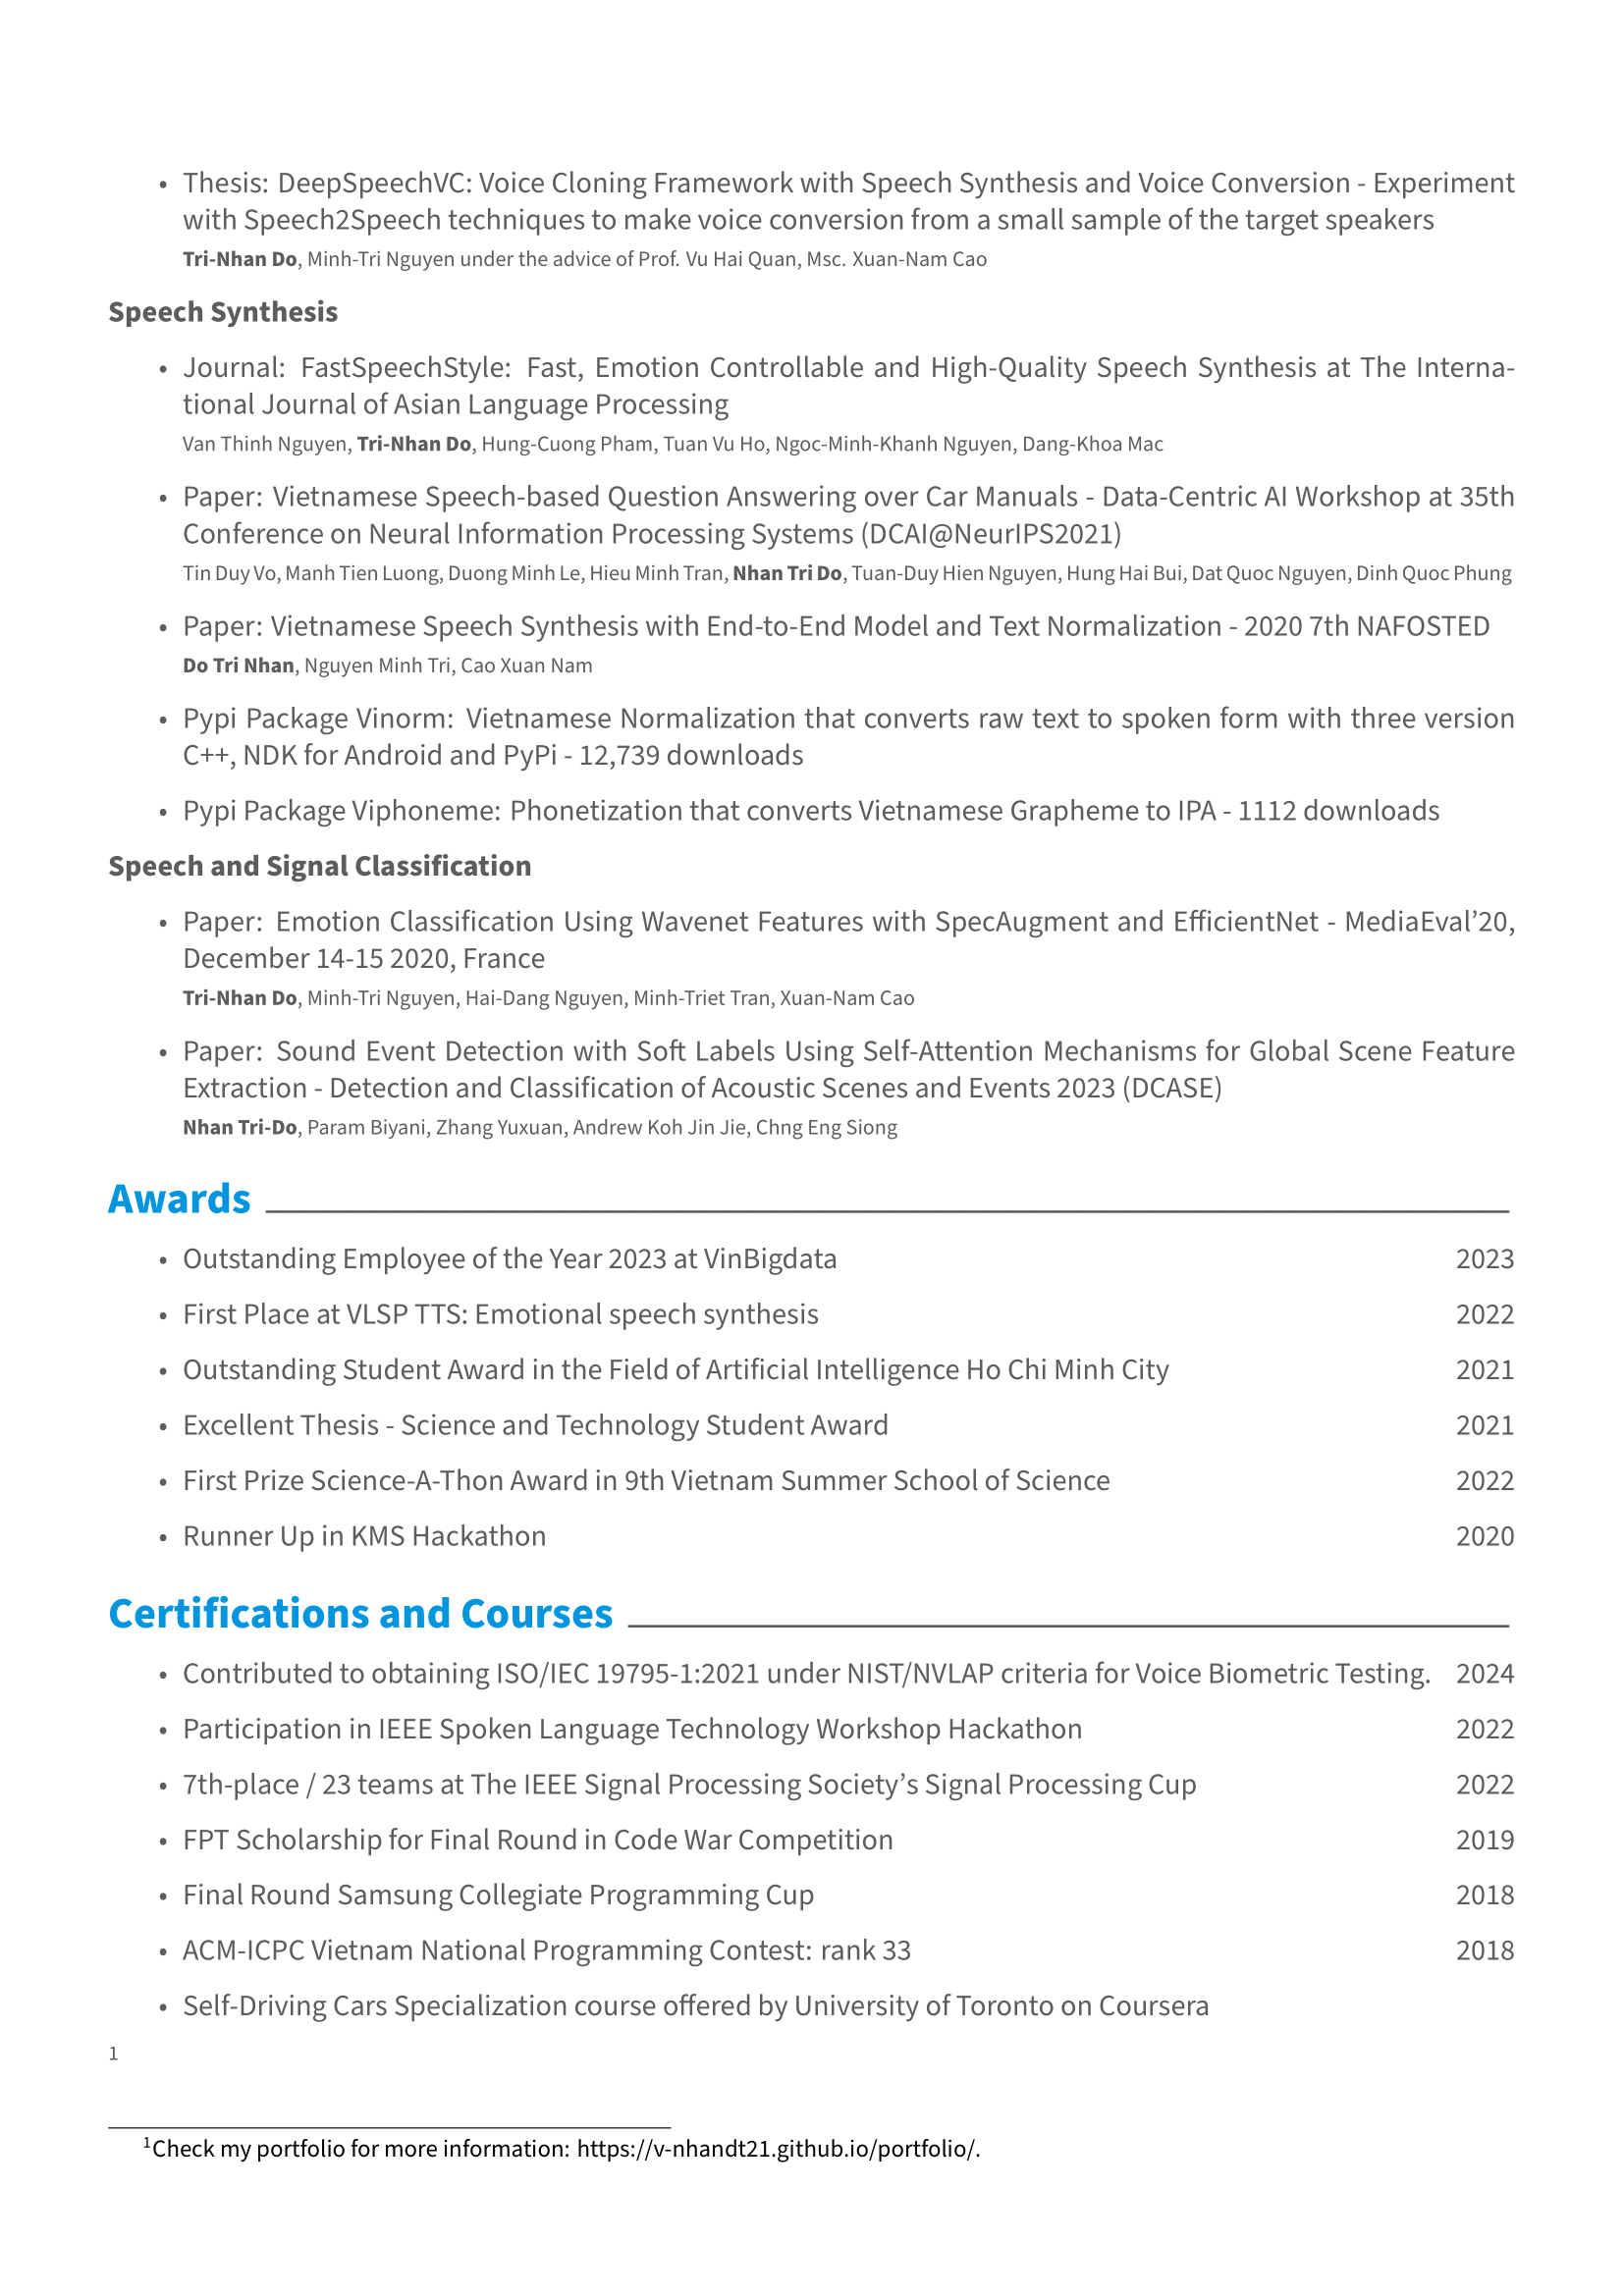 • Thesis: DeepSpeechVC: Voice Cloning Framework with Speech Synthesis and Voice Conversion - Experiment
with Speech2Speech techniques to make voice conversion from a small sample of the target speakers
Tri-Nhan Do, Minh-Tri Nguyen under the advice of Prof. Vu Hai Quan, Msc. Xuan-Nam Cao
Speech Synthesis
• Journal: FastSpeechStyle: Fast, Emotion Controllable and High-Quality Speech Synthesis at The Interna-
tional Journal of Asian Language Processing
Van Thinh Nguyen, Tri-Nhan Do, Hung-Cuong Pham, Tuan Vu Ho, Ngoc-Minh-Khanh Nguyen, Dang-Khoa Mac
• Paper: Vietnamese Speech-based Question Answering over Car Manuals - Data-Centric AI Workshop at 35th
Conference on Neural Information Processing Systems (DCAI@NeurIPS2021)
Tin Duy Vo, Manh Tien Luong, Duong Minh Le, Hieu Minh Tran, Nhan Tri Do, Tuan-Duy Hien Nguyen, Hung Hai Bui, Dat Quoc Nguyen, Dinh Quoc Phung
• Paper: Vietnamese Speech Synthesis with End-to-End Model and Text Normalization - 2020 7th NAFOSTED
Do Tri Nhan, Nguyen Minh Tri, Cao Xuan Nam
• Pypi Package Vinorm: Vietnamese Normalization that converts raw text to spoken form with three version
C++, NDK for Android and PyPi - 12,739 downloads
• Pypi Package Viphoneme: Phonetization that converts Vietnamese Grapheme to IPA - 1112 downloads
Speech and Signal Classification
• Paper: Emotion Classification Using Wavenet Features with SpecAugment and EfficientNet - MediaEval’20,
December 14-15 2020, France
Tri-Nhan Do, Minh-Tri Nguyen, Hai-Dang Nguyen, Minh-Triet Tran, Xuan-Nam Cao
• Paper: Sound Event Detection with Soft Labels Using Self-Attention Mechanisms for Global Scene Feature
Extraction - Detection and Classification of Acoustic Scenes and Events 2023 (DCASE)
Nhan Tri-Do, Param Biyani, Zhang Yuxuan, Andrew Koh Jin Jie, Chng Eng Siong
Awards
• Outstanding Employee of the Year 2023 at VinBigdata 2023
• First Place at VLSP TTS: Emotional speech synthesis 2022
• Outstanding Student Award in the Field of Artificial Intelligence Ho Chi Minh City 2021
• Excellent Thesis - Science and Technology Student Award 2021
• First Prize Science-A-Thon Award in 9th Vietnam Summer School of Science 2022
• Runner Up in KMS Hackathon 2020
Certifications and Courses
• Contributed to obtaining ISO/IEC 19795-1:2021 under NIST/NVLAP criteria for Voice Biometric Testing. 2024
• Participation in IEEE Spoken Language Technology Workshop Hackathon 2022
• 7th-place / 23 teams at The IEEE Signal Processing Society’s Signal Processing Cup 2022
• FPT Scholarship for Final Round in Code War Competition 2019
• Final Round Samsung Collegiate Programming Cup 2018
• ACM-ICPC Vietnam National Programming Contest: rank 33 2018
• Self-Driving Cars Specialization course offered by University of Toronto on Coursera
1
1Check my portfolio for more information: https://v-nhandt21.github.io/portfolio/.